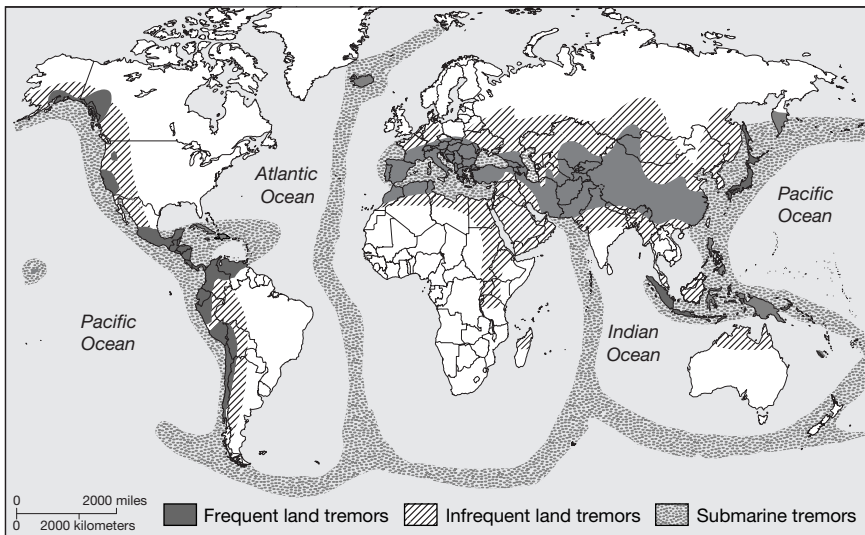 Atlantic
Ocean
Pacific
Ocean
Pacific
Ocean
Indian
Ocean
0 2000 miles
0 2000 kilometers
Frequent land tremors
Infrequent land tremors
Submarine tremors